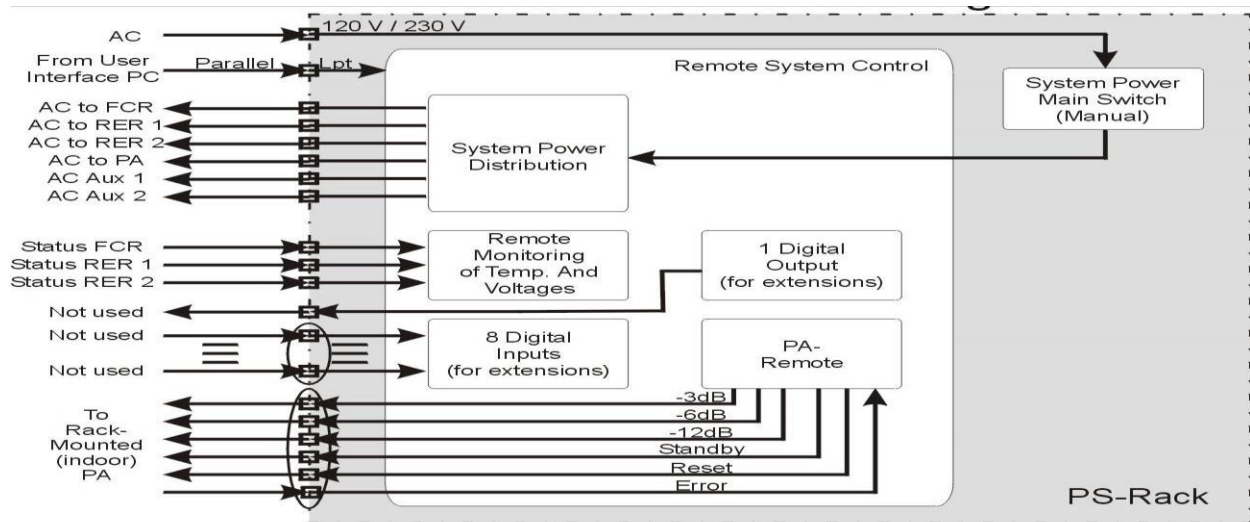 AC
120 V / 230 V
From User
Interface PC
Parallel
Lpt
Remote System Control
System Power
Main Switch
(Manual)
AC to FCR
AC to RER 1
AC to RER 2
AC to PA
AC Aux 1
AC Aux 2
System Power
Distribution
Status FCR
Status RER 1
Status RER 2
Remote
Monitoring
of Temp. And
Voltages
1 Digital
Output
(for extensions)
Not used
Not used
Not used
8 Digital
Inputs
(for extensions)
PA-
Remote
To
Rack-
Mounted
(indoor)
PA
-3dB
-6dB
-12dB
Standby
Reset
Error
PS-Rack